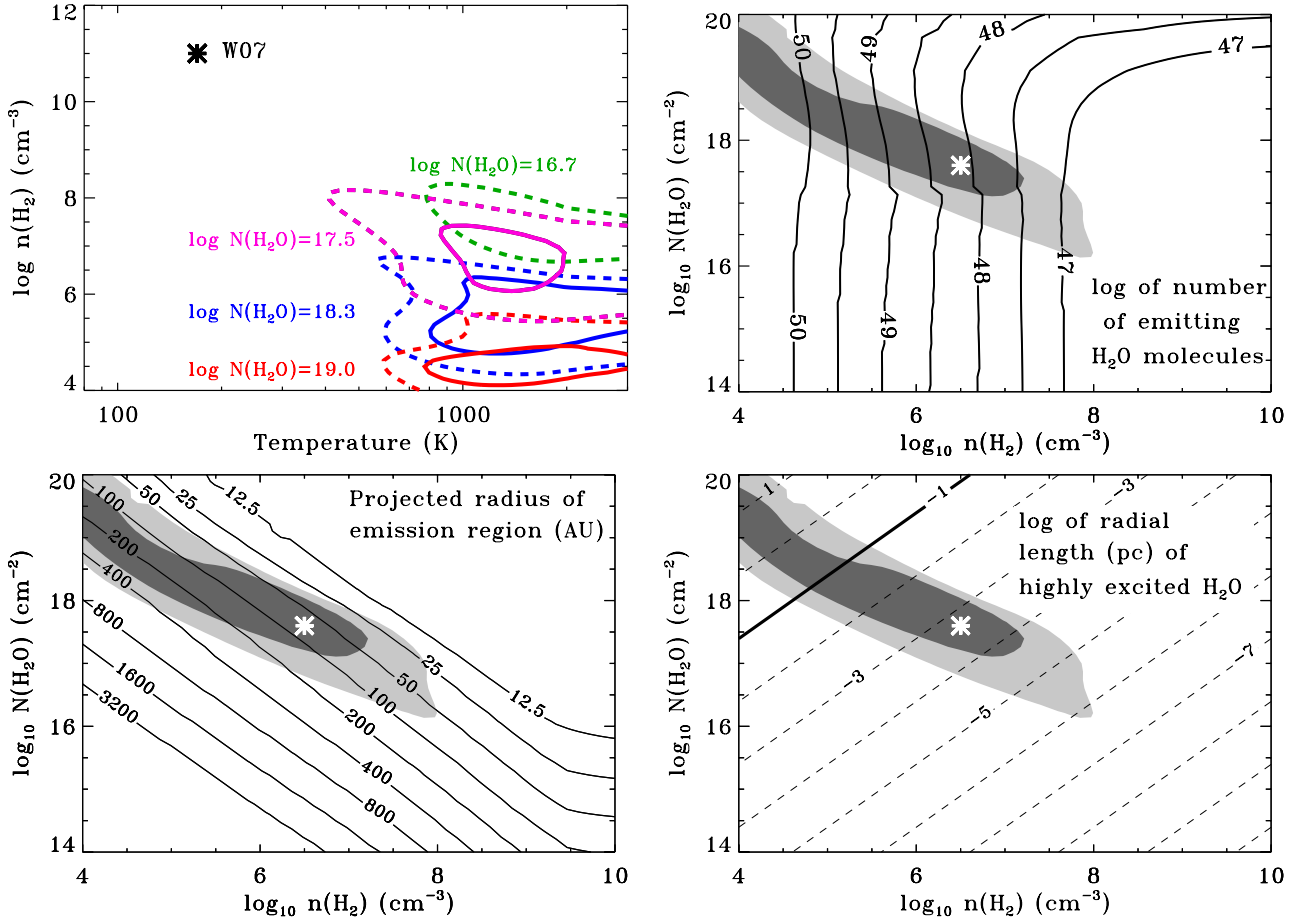 12
10
8
6
4
log n(H₂) (cm⁻³)
W07
log N(H₂O)=16.7
log N(H₂O)=17.5
log N(H₂O)=18.3
log N(H₂O)=19.0
100
1000
Temperature (K)
20
18
16
14
log₁₀ N(H₂O) (cm⁻²)
50
49
48
47
50
49
48
47
log of number
of emitting
H₂O molecules
4
6
8
10
log₁₀ n(H₂) (cm⁻³)
20
18
16
14
log₁₀ N(H₂O) (cm⁻²)
Projected radius of
emission region (AU)
100
50
25
12.5
200
400
800
1600
3200
25
12.5
50
100
200
400
800
4
6
8
10
log₁₀ n(H₂) (cm⁻³)
20
18
16
14
log₁₀ N(H₂O) (cm⁻²)
1
−1
−3
−3
−5
−7
log of radial
length (pc) of
highly excited H₂O
4
6
8
10
log₁₀ n(H₂) (cm⁻³)